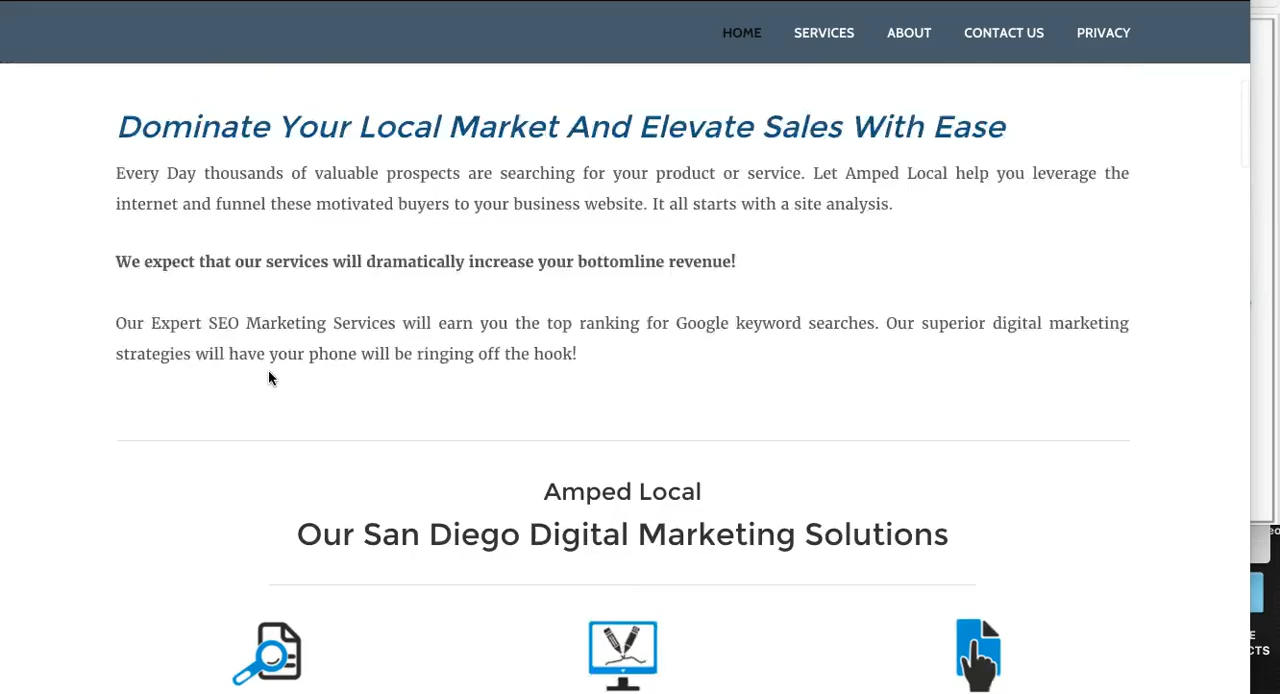 HOME SERVICES ABOUT CONTACT US PRIVACY
Dominate Your Local Market And Elevate Sales With Ease
Every Day thousands of valuable prospects are searching for your product or service. Let Amped Local help you leverage the
internet and funnel these motivated buyers to your business website. It all starts with a site analysis.
We expect that our services will dramatically increase your bottomline revenue!
Our Expert SEO Marketing Services will earn you the top ranking for Google keyword searches. Our superior digital marketing
strategies will have your phone will be ringing off the hook!
Amped Local
Our San Diego Digital Marketing Solutions